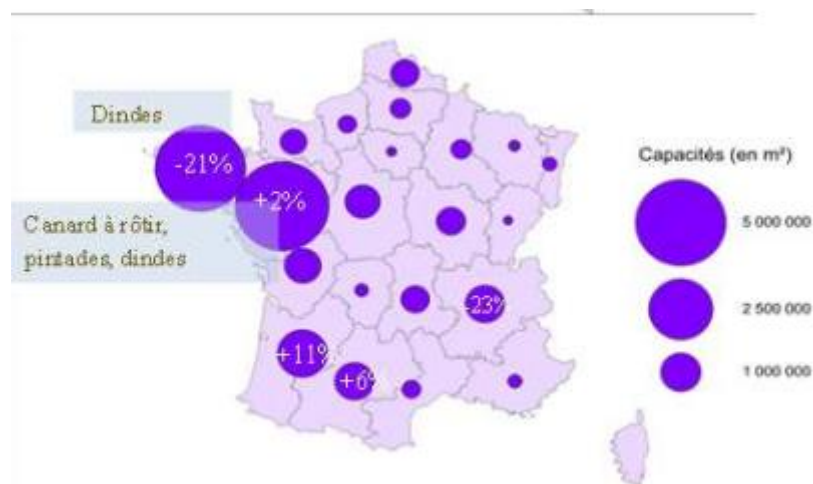 Dindes
-21%
+2%
Canard à rôtir,
pintades, dindes
-23%
+11%
+6%
Capacités (en m²)
5 000 000
2 500 000
1 000 000